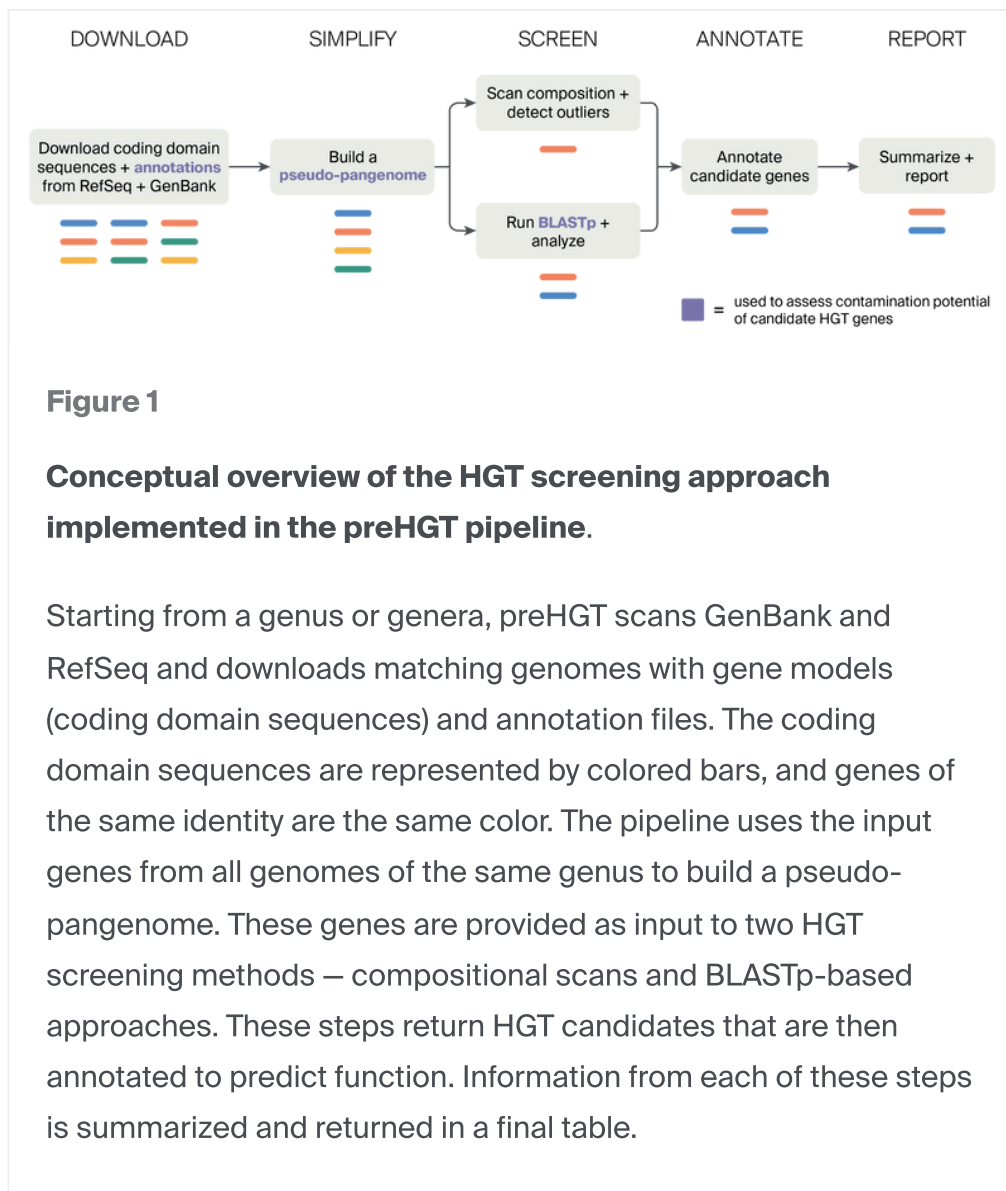 DOWNLOAD
SIMPLIFY
SCREEN
ANNOTATE
REPORT
Download coding domain
sequences + annotations
from RefSeq + GenBank
Build a
pseudo-pangenome
Scan composition +
detect outliers
Run BLASTp +
analyze
Annotate
candidate genes
Summarize +
report
= used to assess contamination potential
of candidate HGT genes
Figure 1
Conceptual overview of the HGT screening approach
implemented in the preHGT pipeline.
Starting from a genus or genera, preHGT scans GenBank and
RefSeq and downloads matching genomes with gene models
(coding domain sequences) and annotation files. The coding
domain sequences are represented by colored bars, and genes of
the same identity are the same color. The pipeline uses the input
genes from all genomes of the same genus to build a pseudo-
pangenome. These genes are provided as input to two HGT
screening methods — compositional scans and BLASTp-based
approaches. These steps return HGT candidates that are then
annotated to predict function. Information from each of these steps
is summarized and returned in a final table.